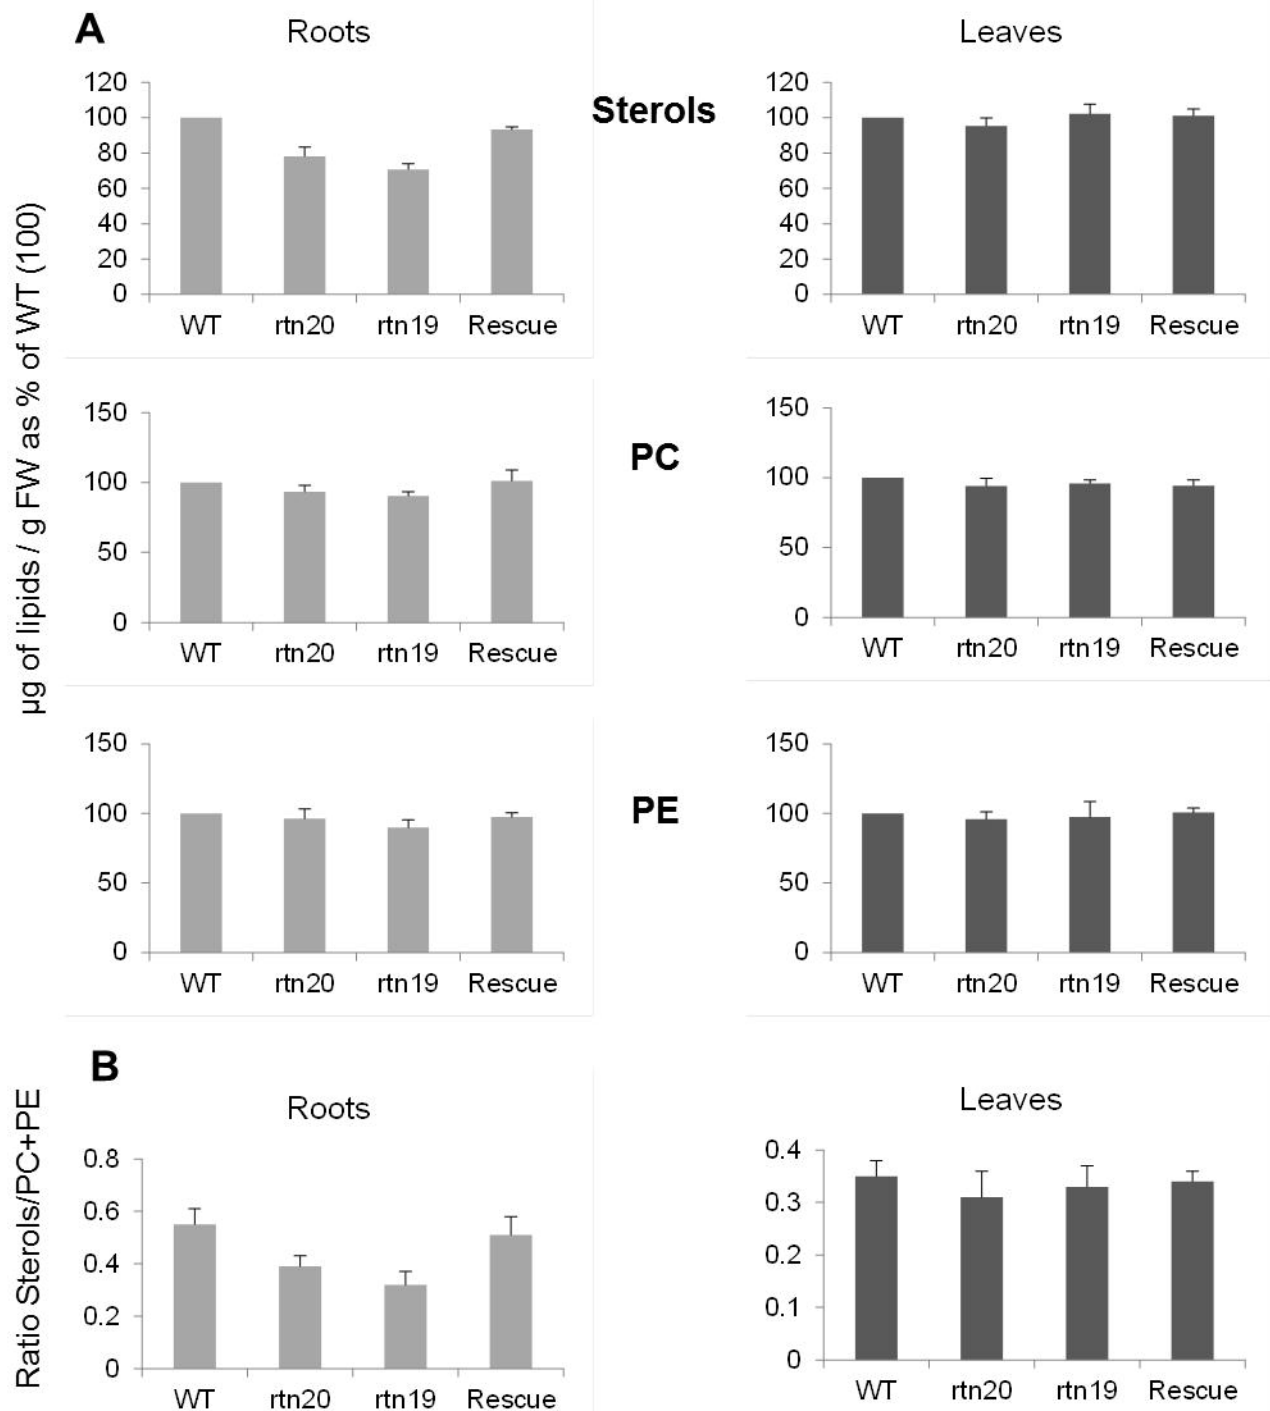 A
Roots
Leaves
Sterols
µg of lipids / g FW as % of WT (100)
120
100
80
60
40
20
0
WT rtn20 rtn19 Rescue
120
100
80
60
40
20
0
WT rtn20 rtn19 Rescue
PC
150
100
50
0
WT rtn20 rtn19 Rescue
150
100
50
0
WT rtn20 rtn19 Rescue
PE
150
100
50
0
WT rtn20 rtn19 Rescue
150
100
50
0
WT rtn20 rtn19 Rescue
B
Roots
Leaves
Ratio Sterols/PC+PE
0.8
0.6
0.4
0.2
0
WT rtn20 rtn19 Rescue
0.4
0.3
0.2
0.1
0
WT rtn20 rtn19 Rescue